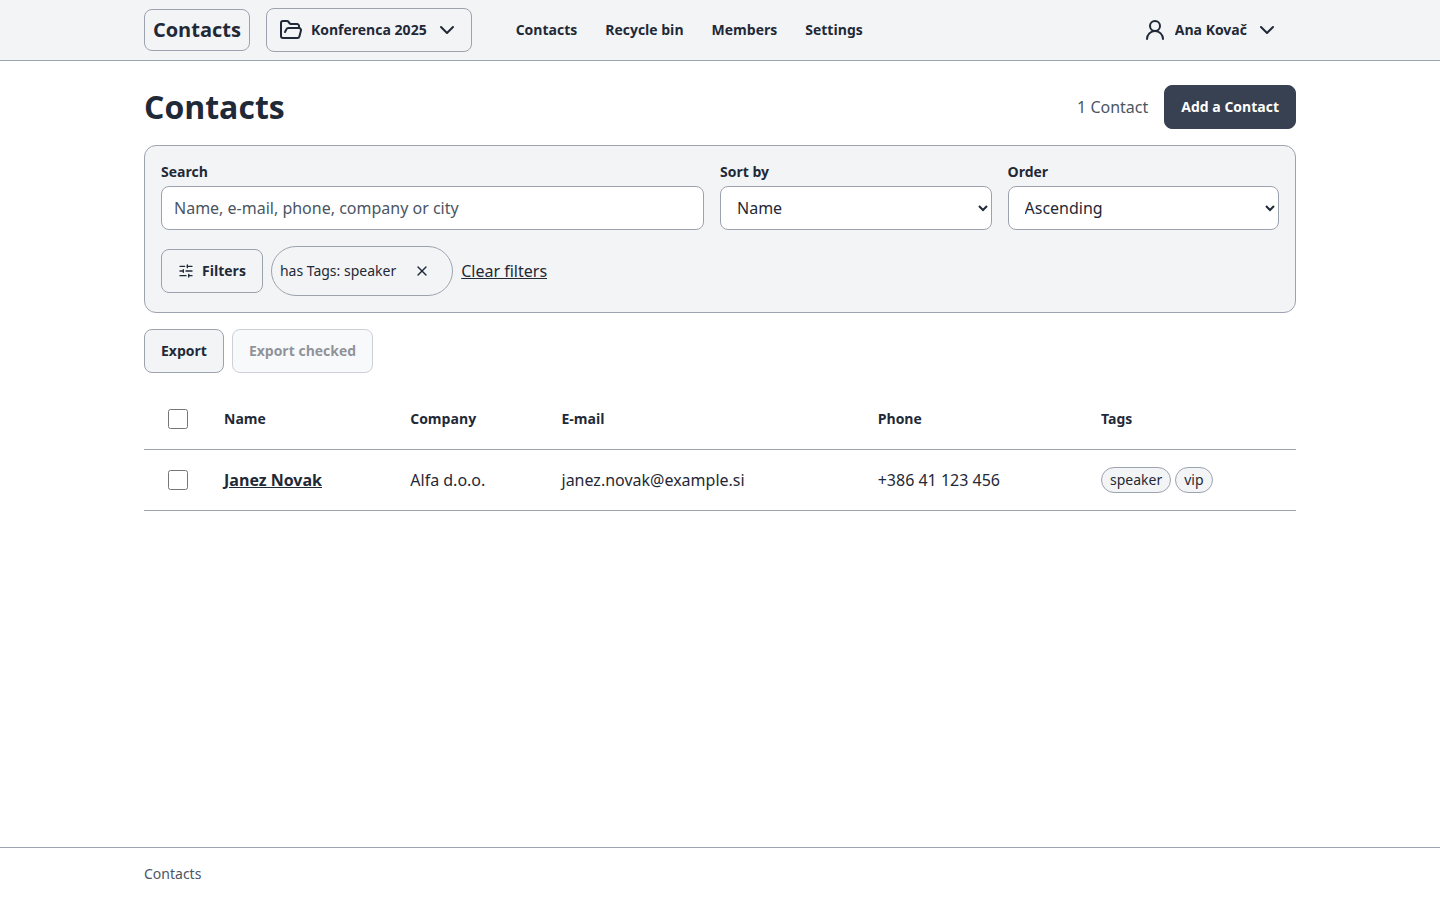 Contacts Konferenca 2025 Contacts Recycle bin Members Settings Ana Kovač
Contacts 1 Contact Add a Contact
Search Sort by Order
Name, e-mail, phone, company or city Name Ascending
Filters has Tags: speaker Clear filters
Export Export checked
Name Company E-mail Phone Tags
Janez Novak Alfa d.o.o. janez.novak@example.si +386 41 123 456 speaker vip
Contacts